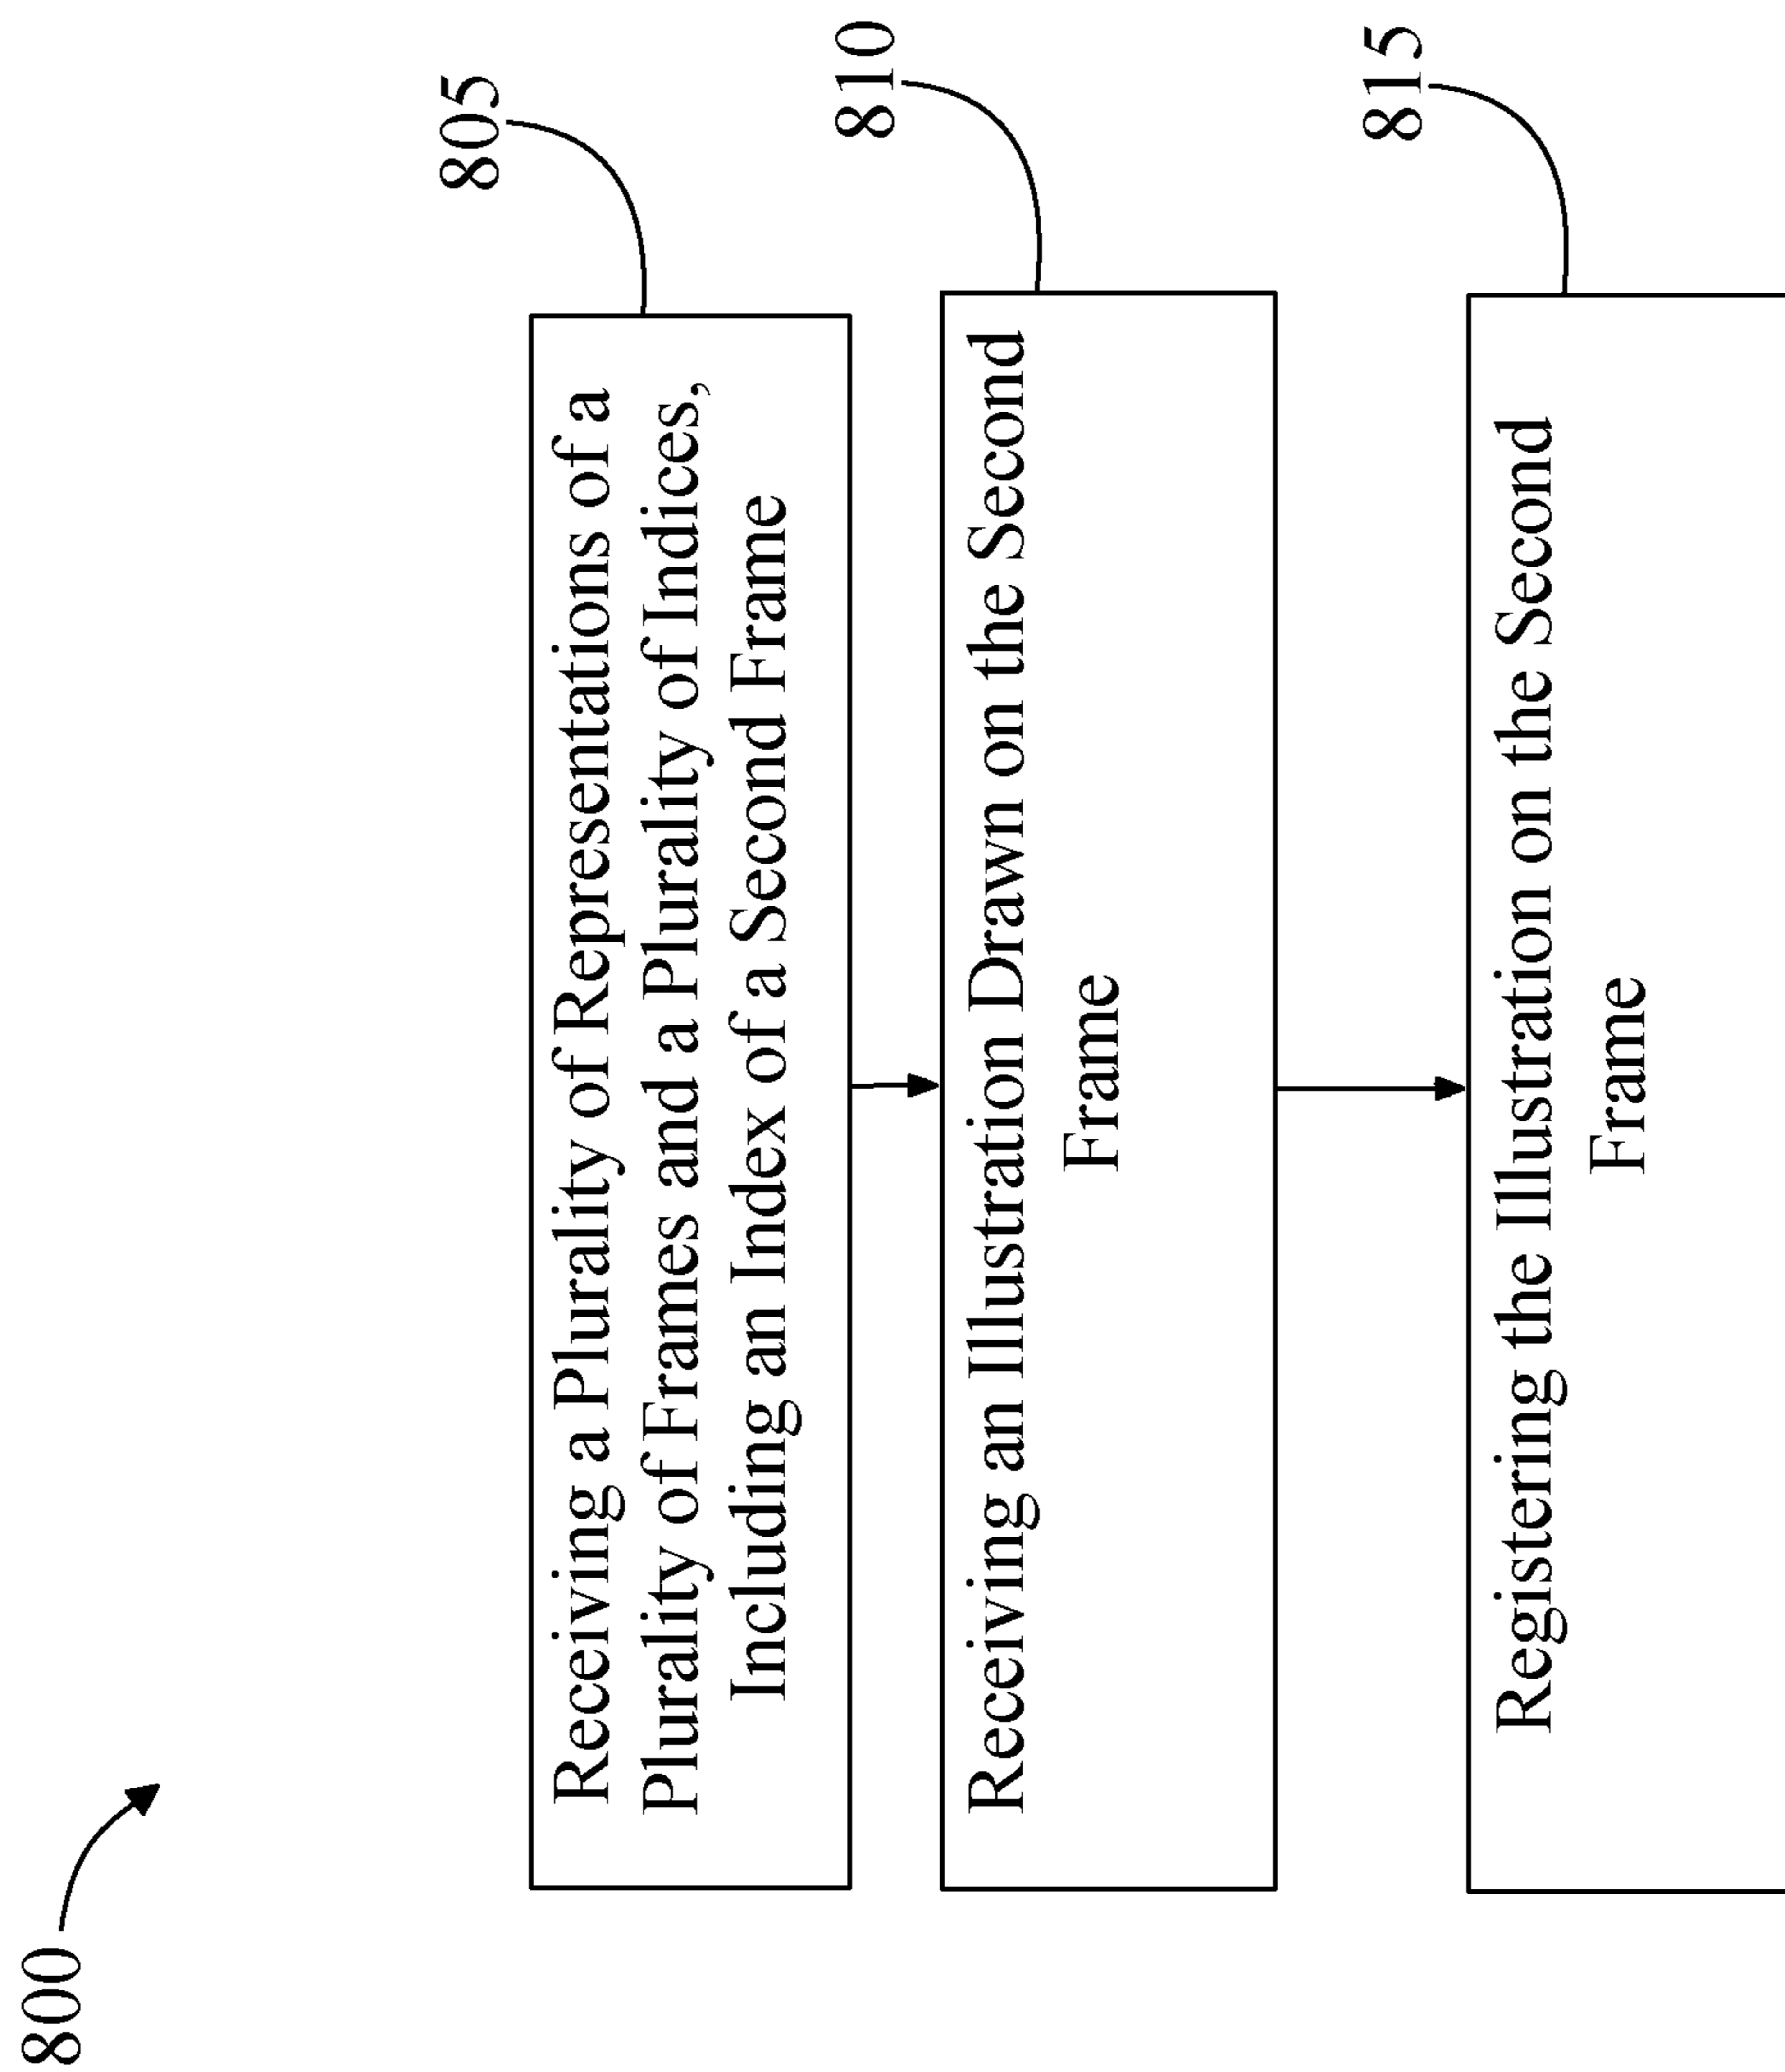 800
805
Receiving a Plurality of Representations of a
Plurality of Frames and a Plurality of Indices,
Including an Index of a Second Frame
810
Receiving an Illustration Drawn on the Second
Frame
815
Registering the Illustration on the Second
Frame